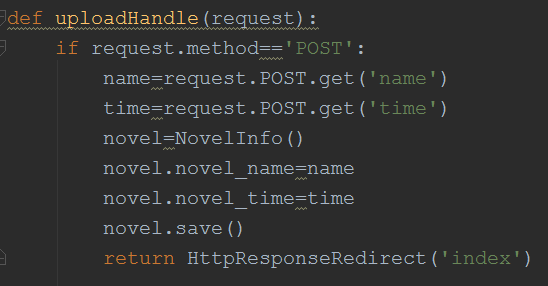 def uploadHandle(request):
    if request.method=='POST':
        name=request.POST.get('name')
        time=request.POST.get('time')
        novel=NovelInfo()
        novel.novel_name=name
        novel.novel_time=time
        novel.save()
        return HttpResponseRedirect('index')